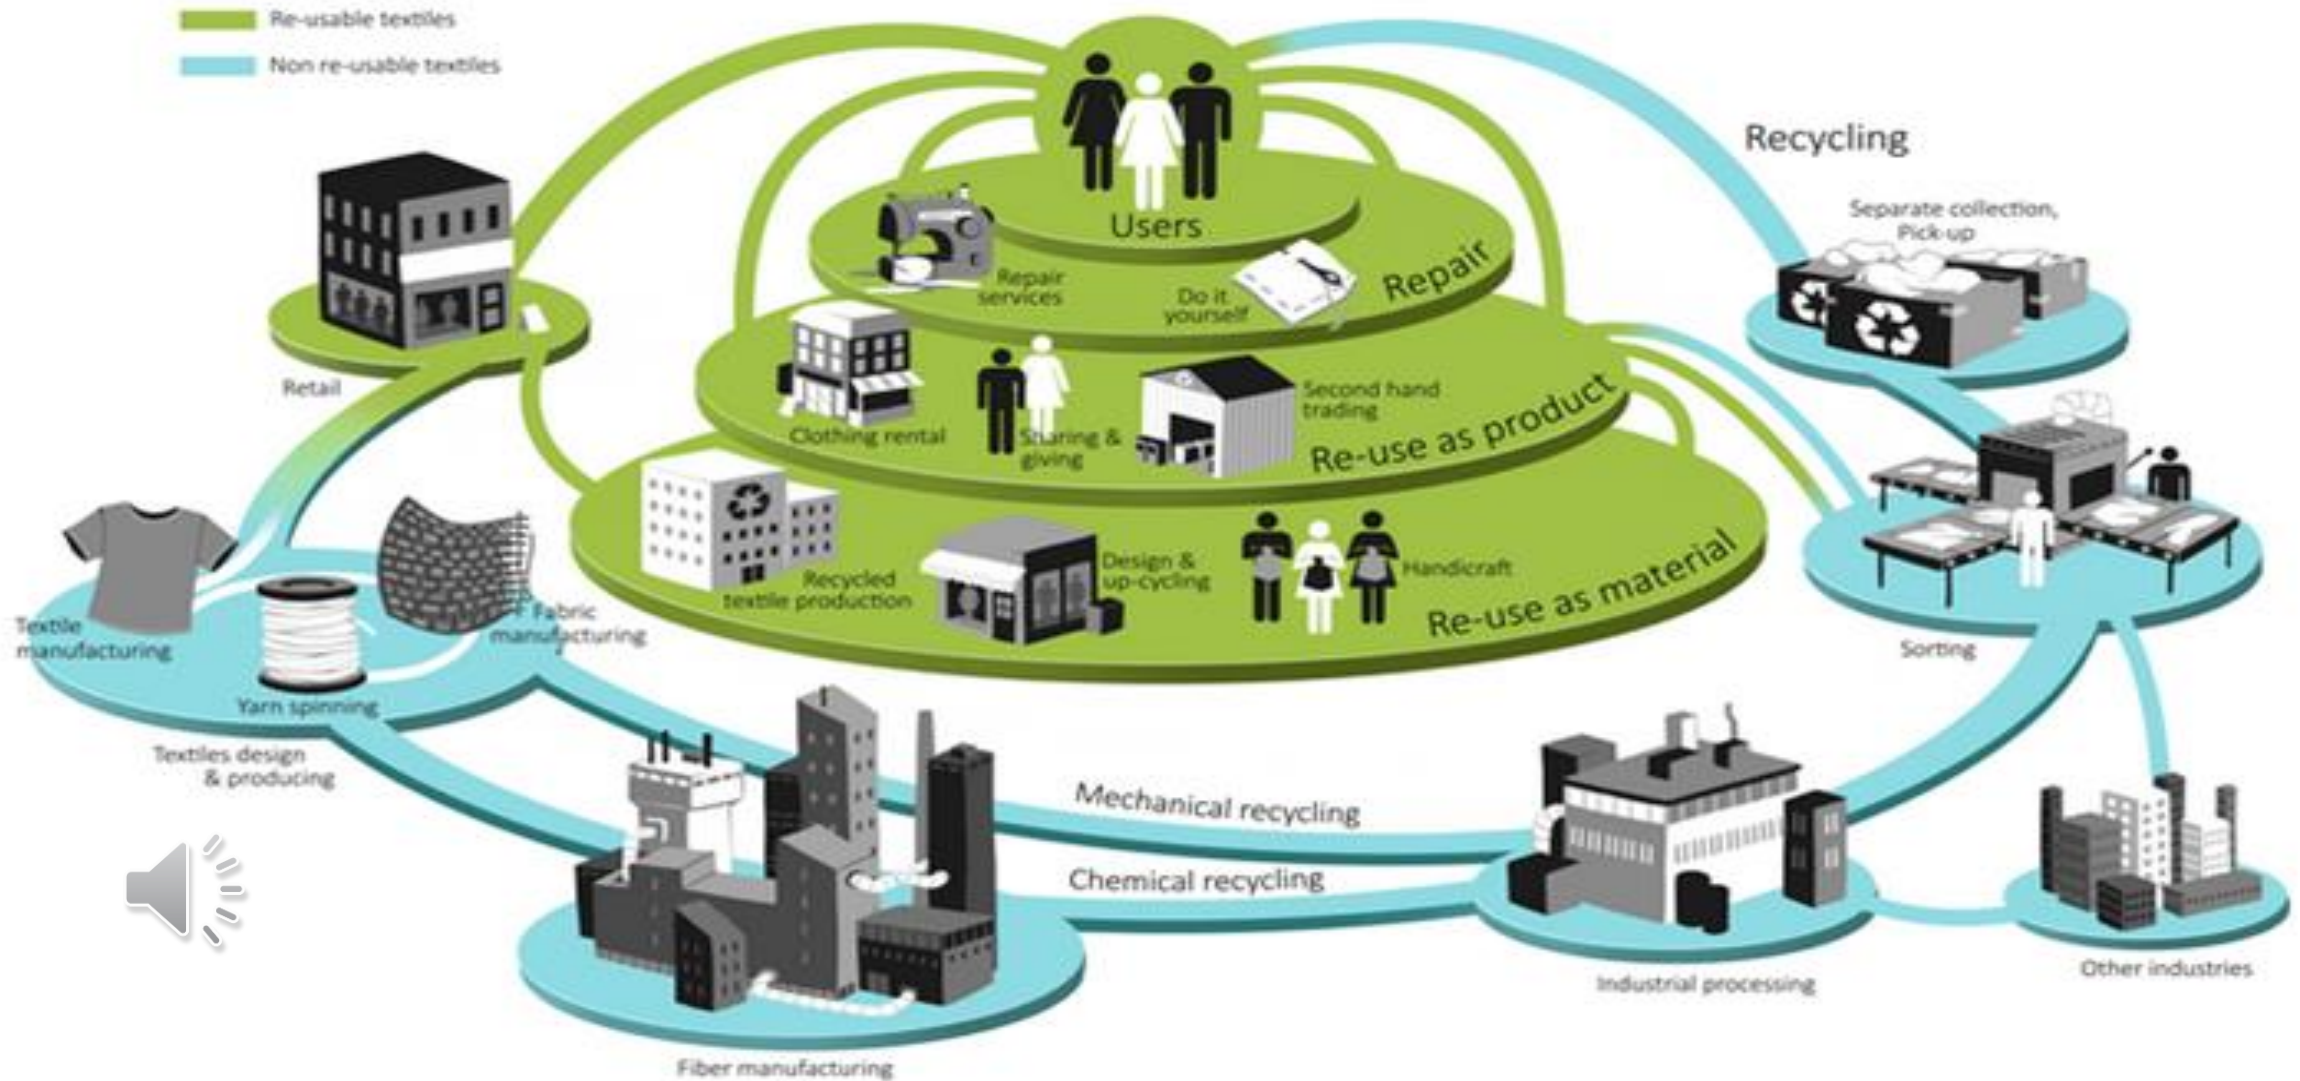 Re-usable textiles
Non re-usable textiles
Recycling
Separate collection,
Pick-up
Users
Repair
services
Do it
yourself
Repair
Retail
Clothing rental
Sharing &
giving
Second hand
trading
Re-use as product
Recycled
textile production
Design &
up-cycling
Handicraft
Re-use as material
Textile
manufacturing
Fabric
manufacturing
Yarn spinning
Textiles design
& producing
Sorting
Mechanical recycling
Chemical recycling
Industrial processing
Other industries
Fiber manufacturing